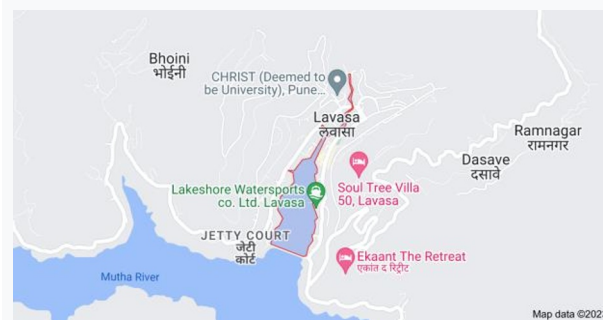 Bhoini
भोईनी
CHRIST (Deemed to
be University), Pune...
Lavasa
लवासा
Ramnagar
रामनगर
Dasave
दसावे
Soul Tree Villa
50, Lavasa
Lakeshore Watersports
co. Ltd. Lavasa
JETTY COURT
जेटी
कोर्ट
Ekaant The Retreat
एकांत द रिट्रीट
Mutha River
Map data ©202